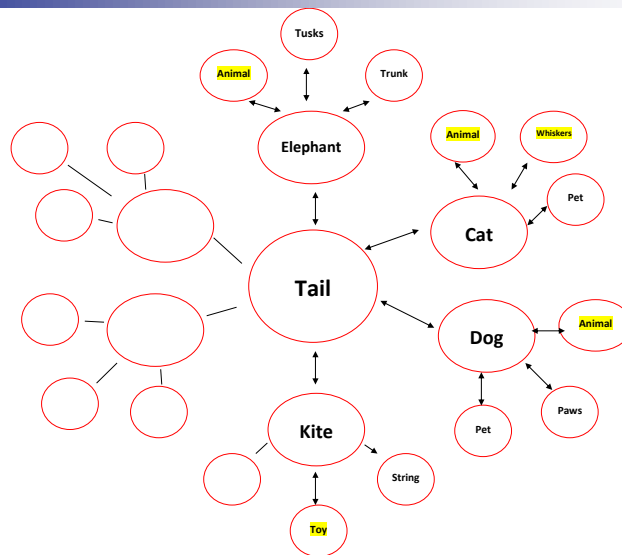 Tusks
Animal
Trunk
Elephant
Animal
Whiskers
Pet
Cat
Tail
Animal
Dog
Paws
Pet
Kite
String
Toy